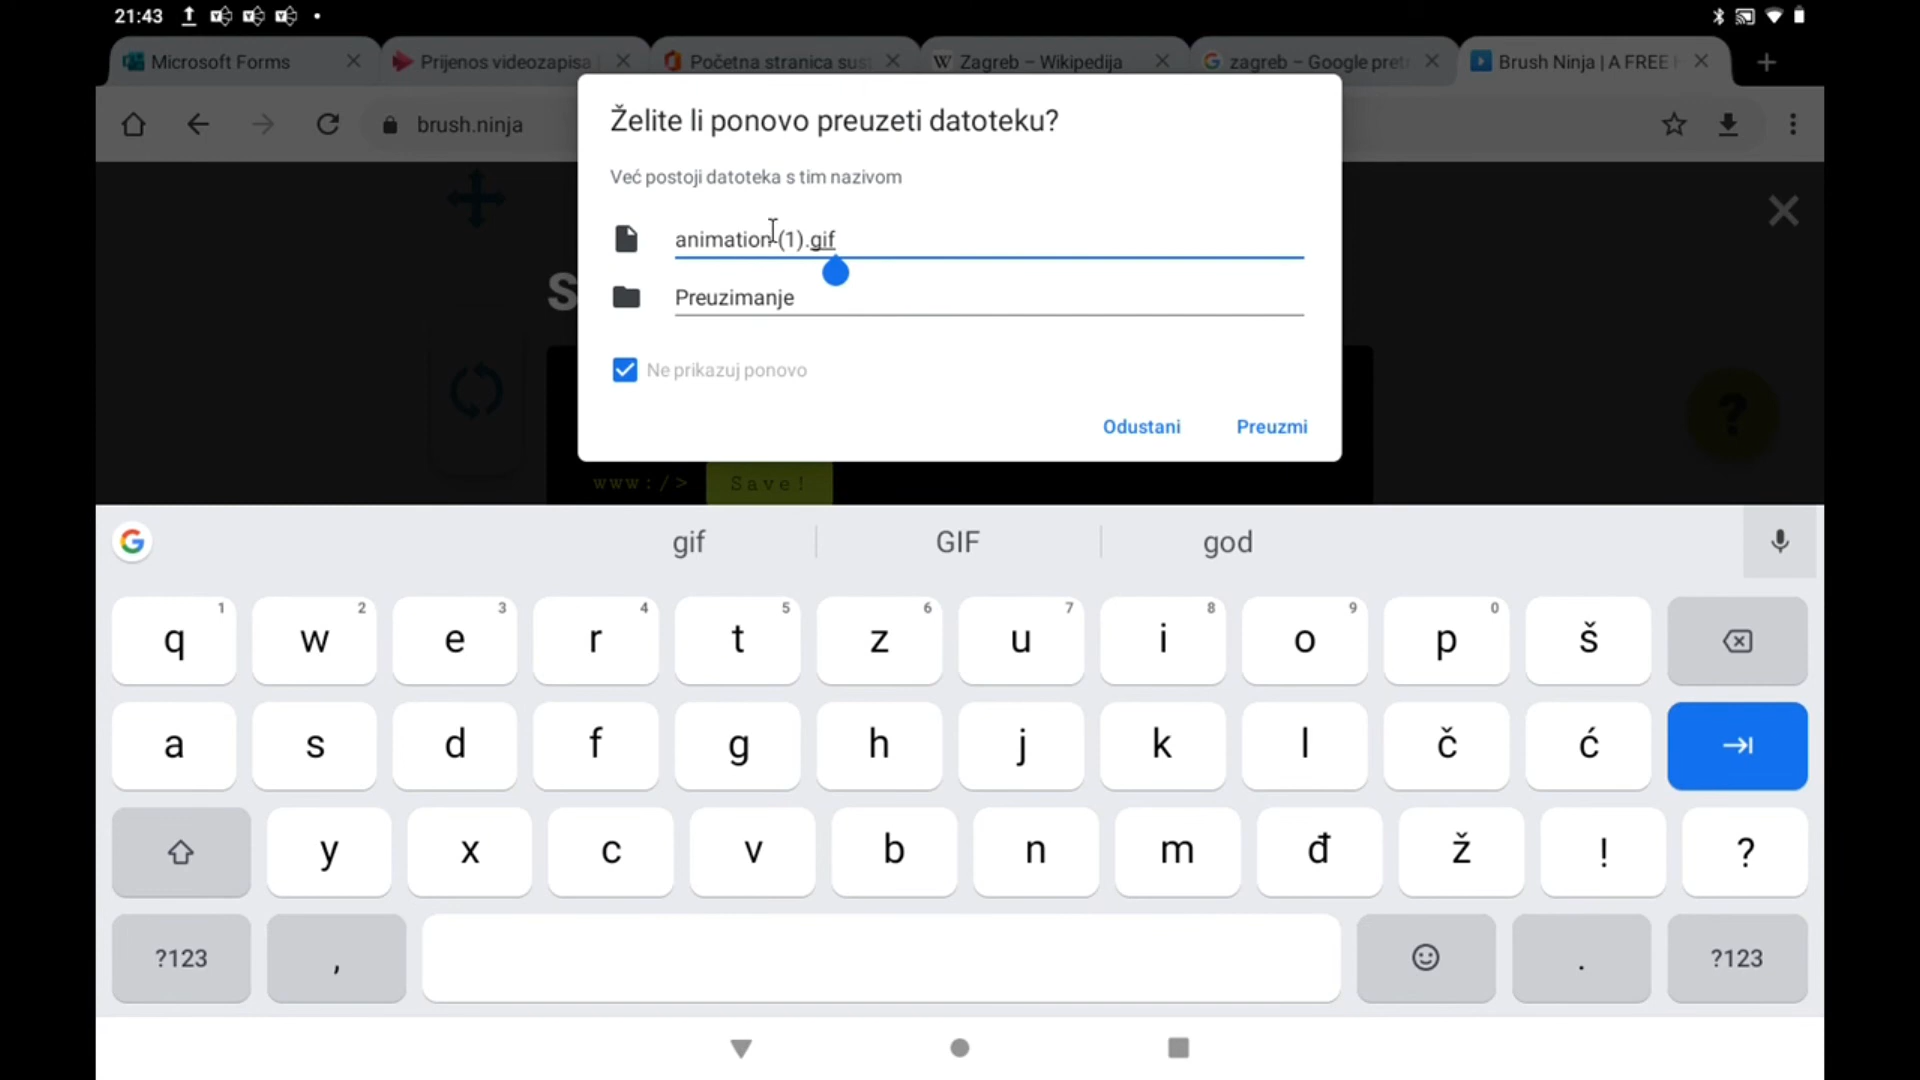 21:43
Microsoft Forms
Prijenos videozapisa
Početna stranica sust
Zagreb – Wikipedija
zagreb – Google pret
Brush Ninja | A FREE
brush.ninja
Želite li ponovo preuzeti datoteku?
Već postoji datoteka s tim nazivom
animation (1).gif
Preuzimanje
Ne prikazuj ponovo
Odustani Preuzmi
S
?
www:/> Save!
gif GIF god
q 1 w 2 e 3 r 4 t 5 z 6 u 7 i 8 o 9 p 0 š
a s d f g h j k l č ć
y x c v b n m đ ž ! ?
?123 , . ?123